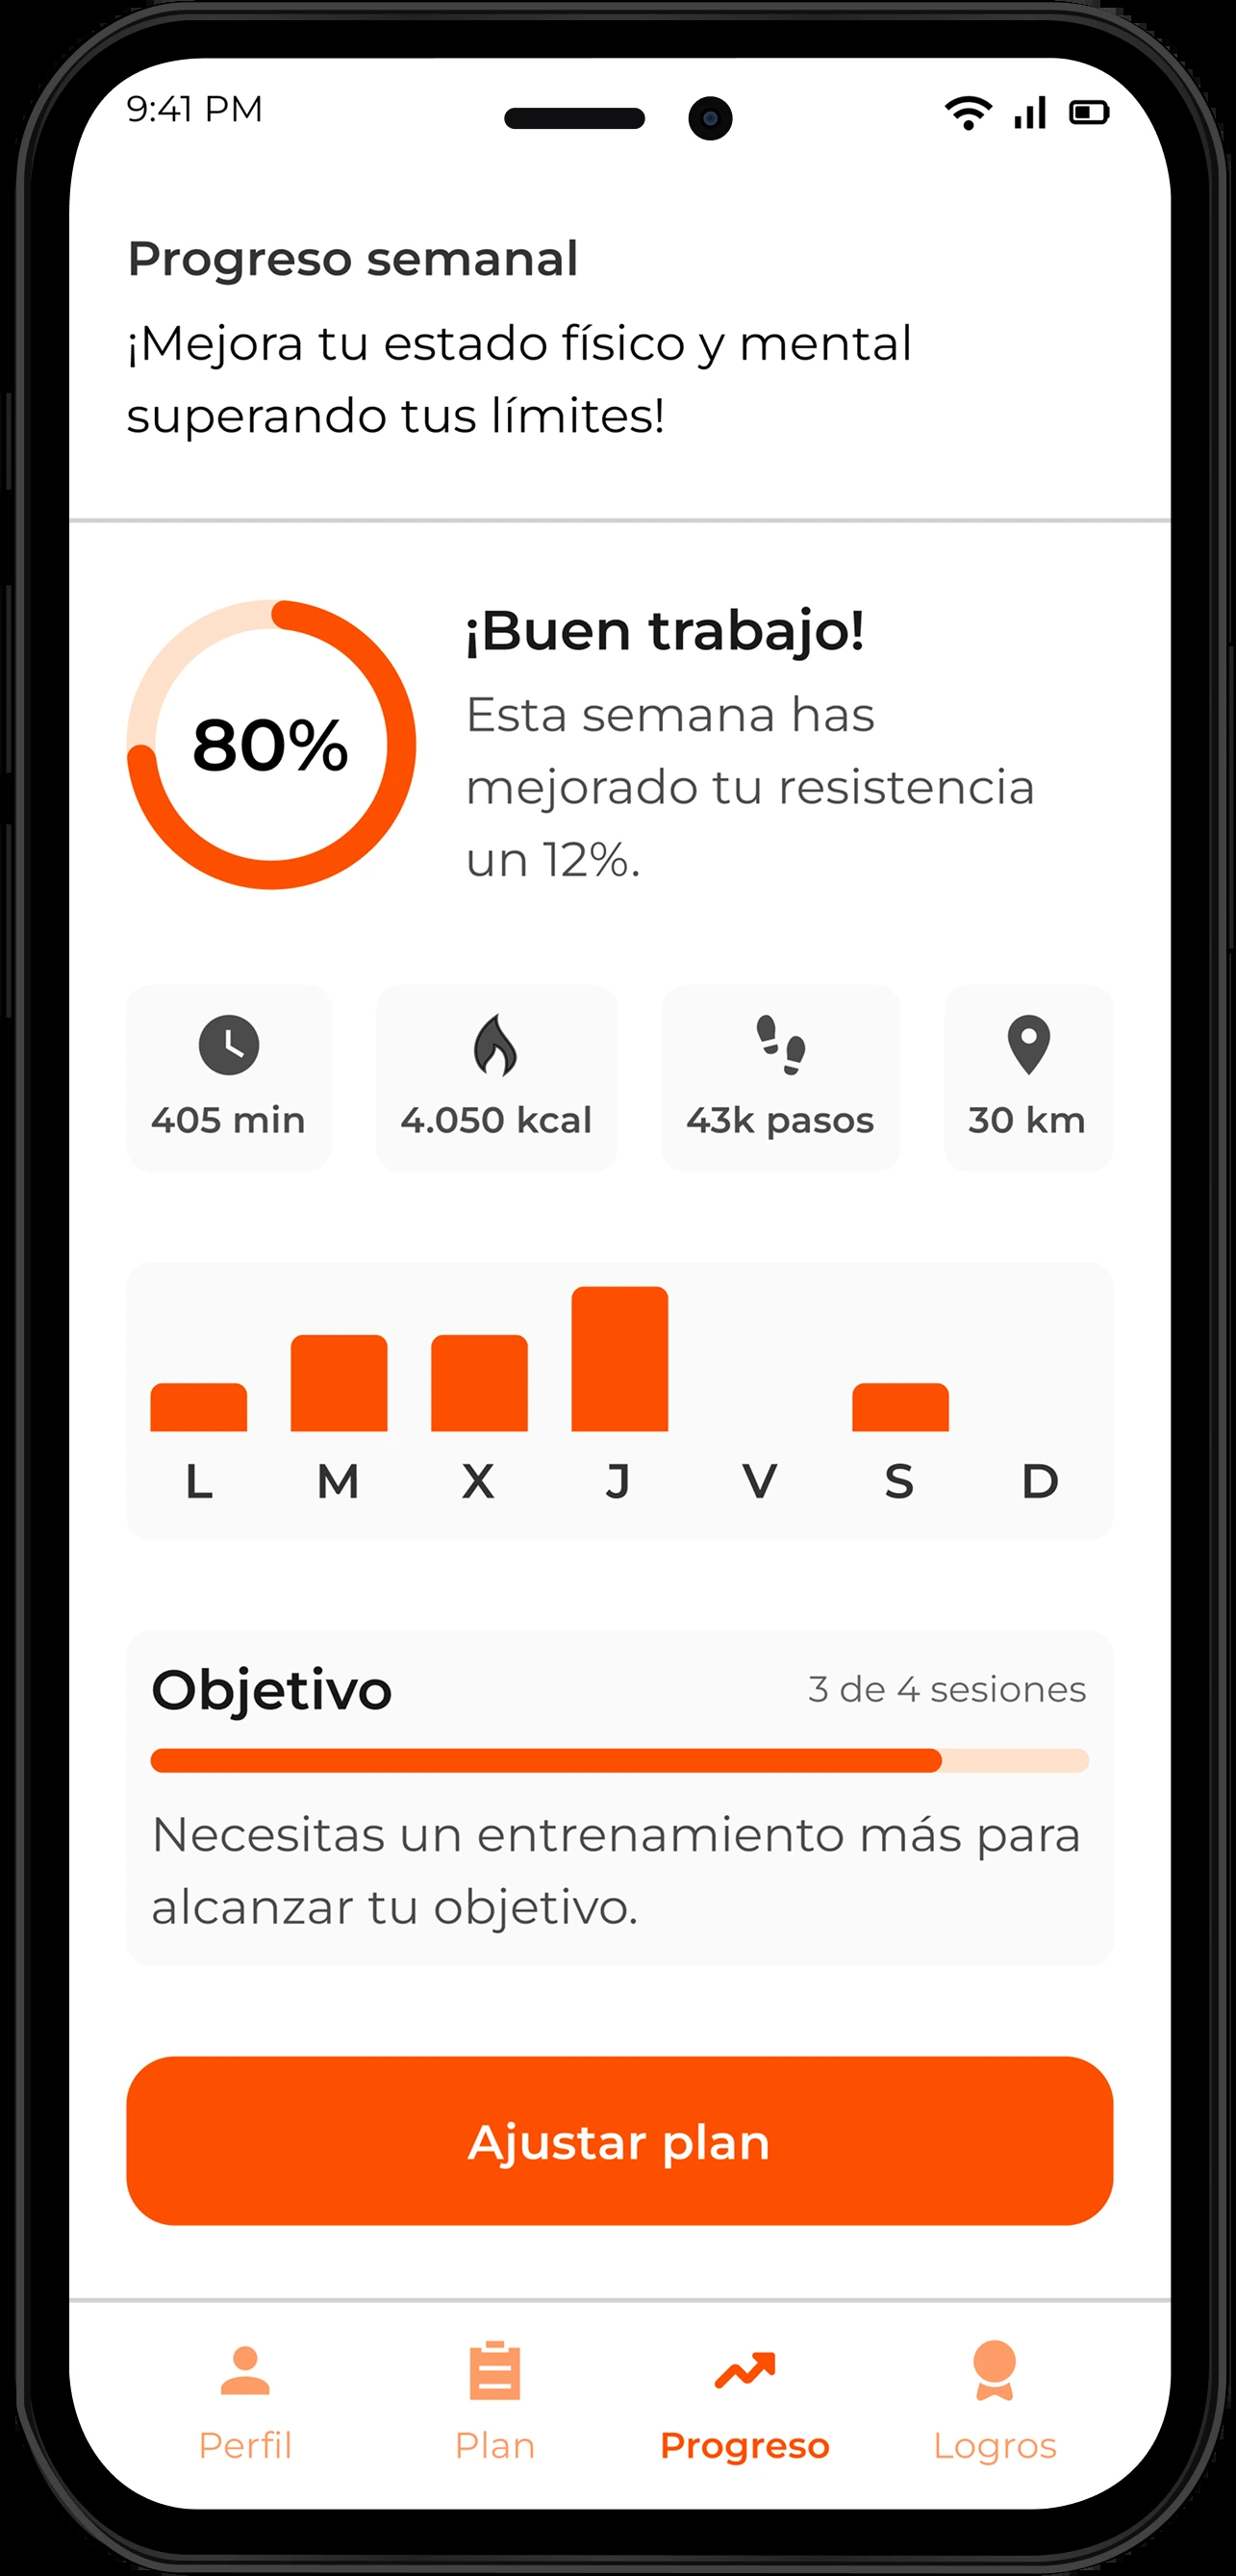 9:41 PM
Progreso semanal
¡Mejora tu estado físico y mental
superando tus límites!
80%
¡Buen trabajo!
Esta semana has
mejorado tu resistencia
un 12%.
405 min
4.050 kcal
43k pasos
30 km
L M X J V S D
Objetivo
3 de 4 sesiones
Necesitas un entrenamiento más para
alcanzar tu objetivo.
Ajustar plan
Perfil
Plan
Progreso
Logros